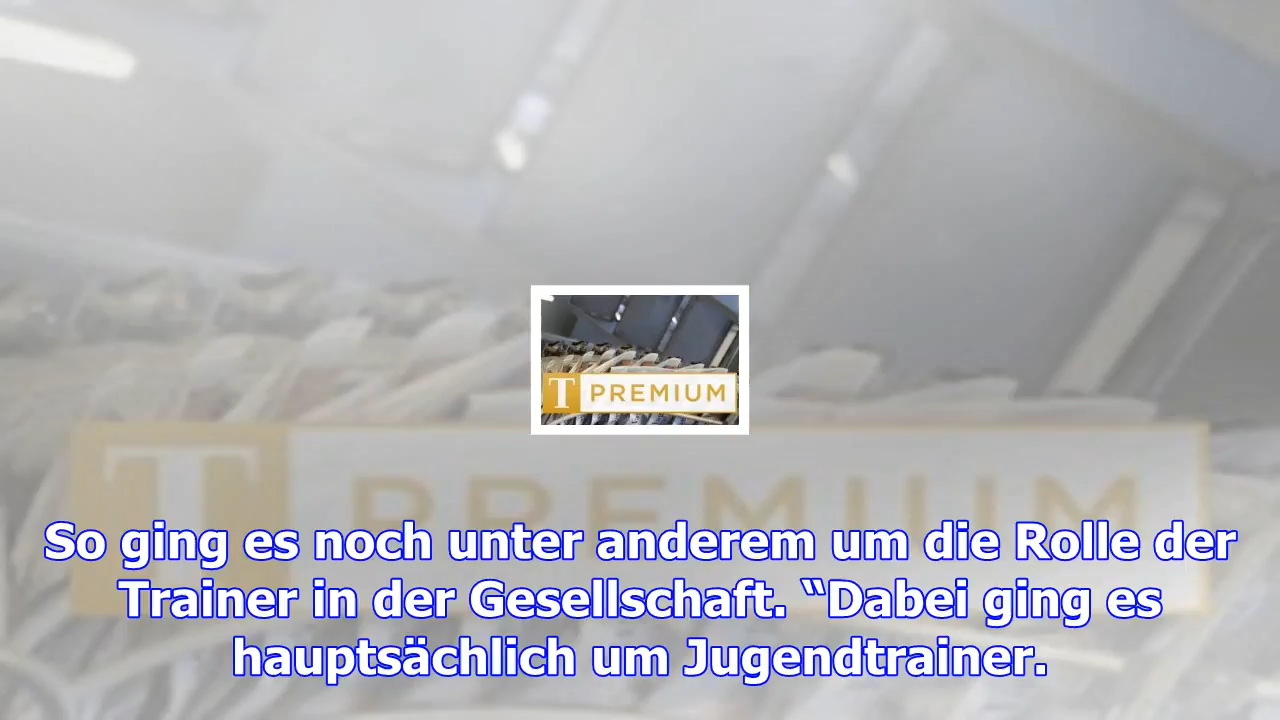 T PREMIUM
T PREMIUM
So ging es noch unter anderem um die Rolle der
Trainer in der Gesellschaft. “Dabei ging es
hauptsächlich um Jugendtrainer.